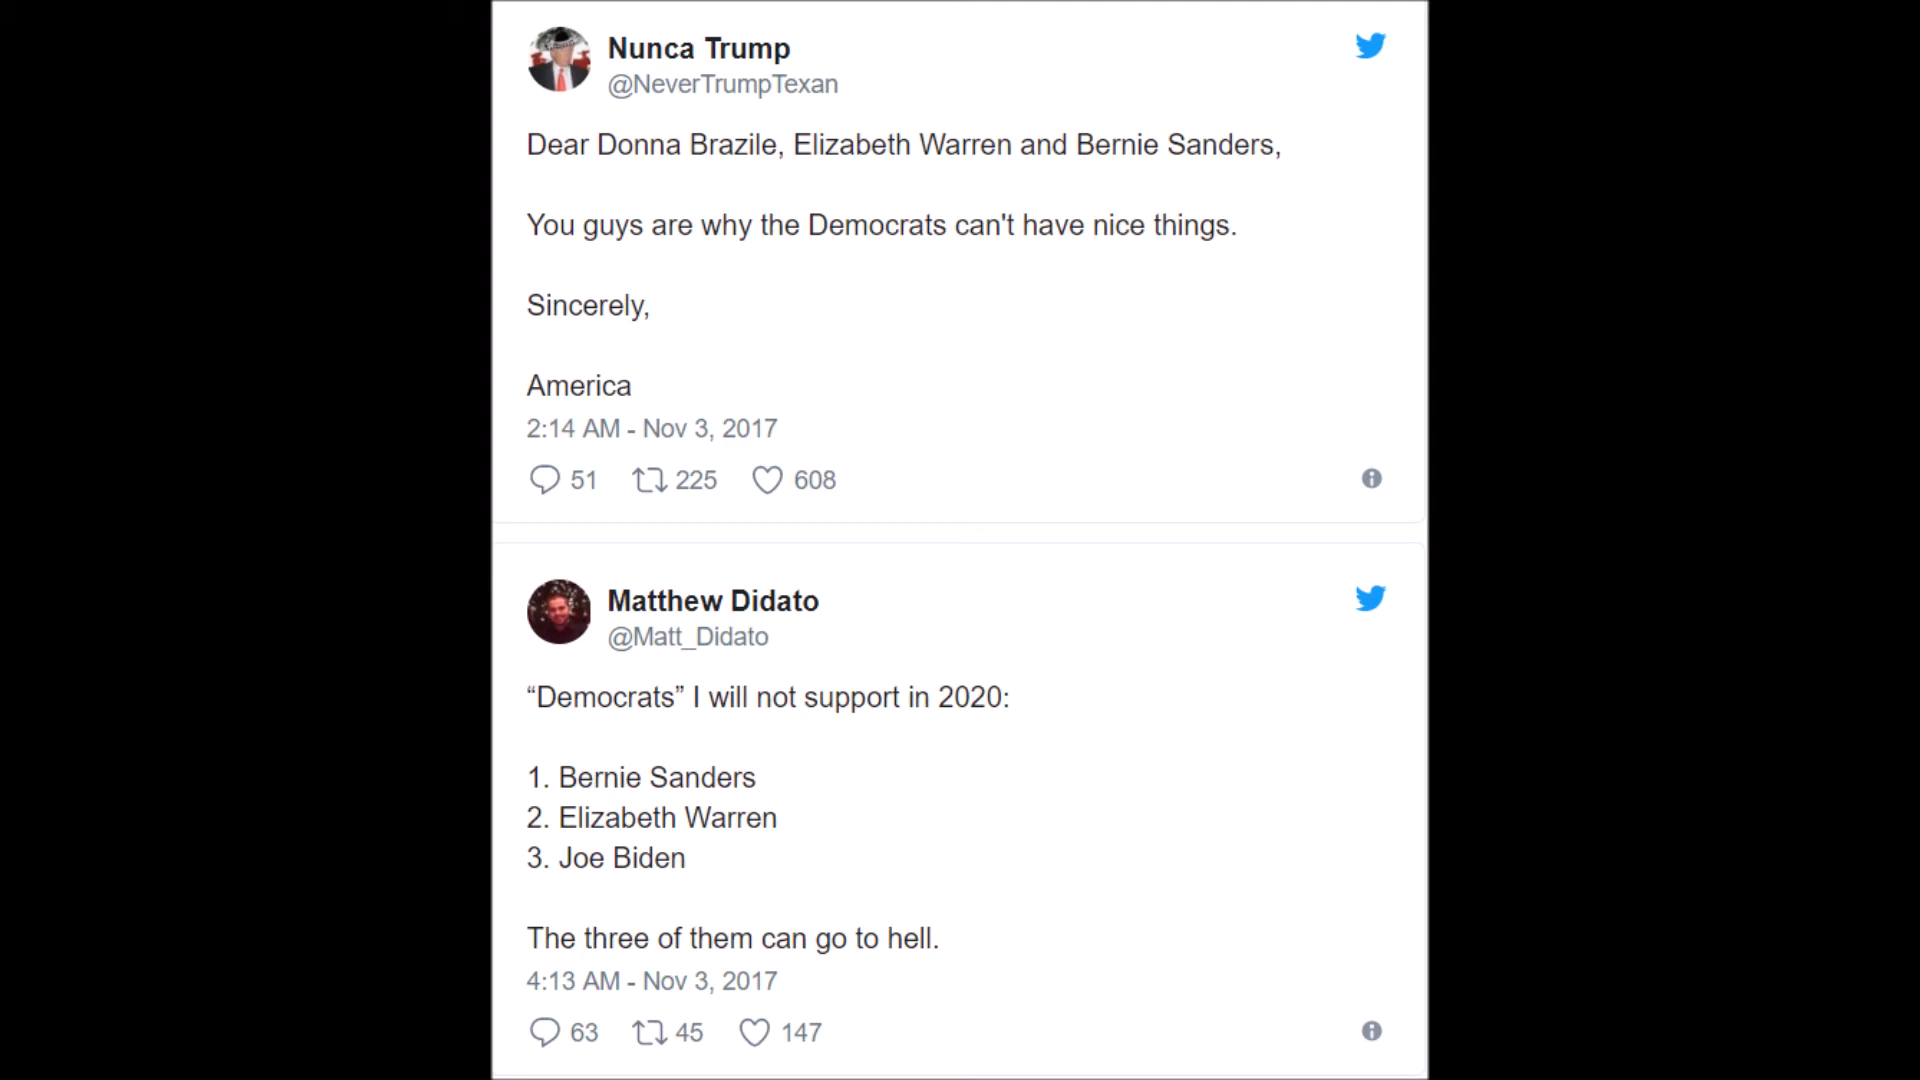 Nunca Trump
@NeverTrumpTexan
Dear Donna Brazile, Elizabeth Warren and Bernie Sanders,
You guys are why the Democrats can't have nice things.
Sincerely,
America
2:14 AM - Nov 3, 2017
51 225 608
Matthew Didato
@Matt_Didato
“Democrats” I will not support in 2020:
1. Bernie Sanders
2. Elizabeth Warren
3. Joe Biden
The three of them can go to hell.
4:13 AM - Nov 3, 2017
63 45 147